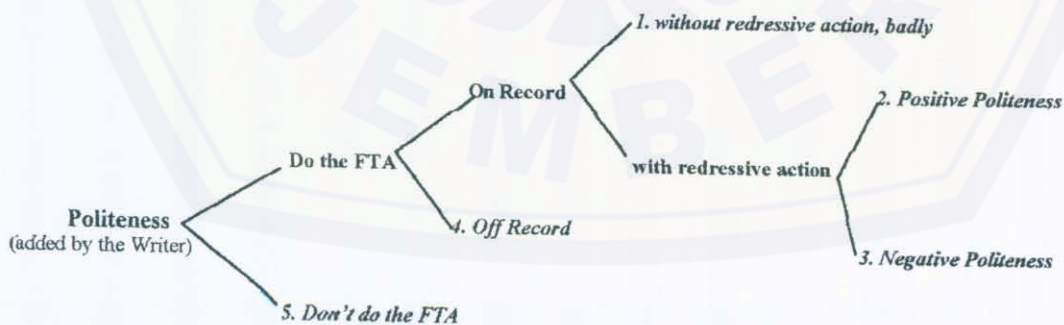 1. without redressive action, badly
On Record
2. Positive Politeness
Do the FTA
with redressive action
Politeness
(added by the Writer)
4. Off Record
3. Negative Politeness
5. Don't do the FTA
JEMBER